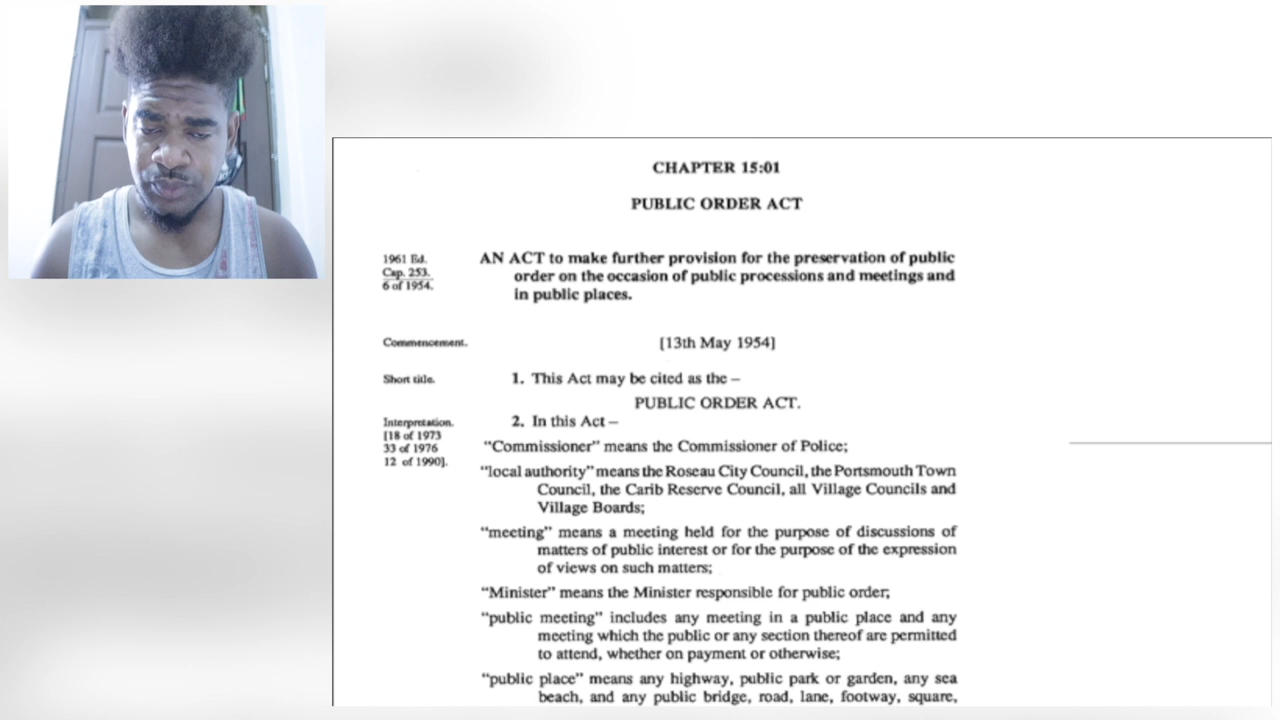 CHAPTER 15:01
PUBLIC ORDER ACT
1961 Ed.
Cap. 253.
6 of 1954.
AN ACT to make further provision for the preservation of public
order on the occasion of public processions and meetings and
in public places.
Commencement.
[13th May 1954]
Short title.
1. This Act may be cited as the –
PUBLIC ORDER ACT.
Interpretation.
[18 of 1973
33 of 1976
12 of 1990].
2. In this Act –
“Commissioner” means the Commissioner of Police;
“local authority” means the Roseau City Council, the Portsmouth Town
Council, the Carib Reserve Council, all Village Councils and
Village Boards;
“meeting” means a meeting held for the purpose of discussions of
matters of public interest or for the purpose of the expression
of views on such matters;
“Minister” means the Minister responsible for public order;
“public meeting” includes any meeting in a public place and any
meeting which the public or any section thereof are permitted
to attend, whether on payment or otherwise;
“public place” means any highway, public park or garden, any sea
beach, and any public bridge, road, lane, footway, square,